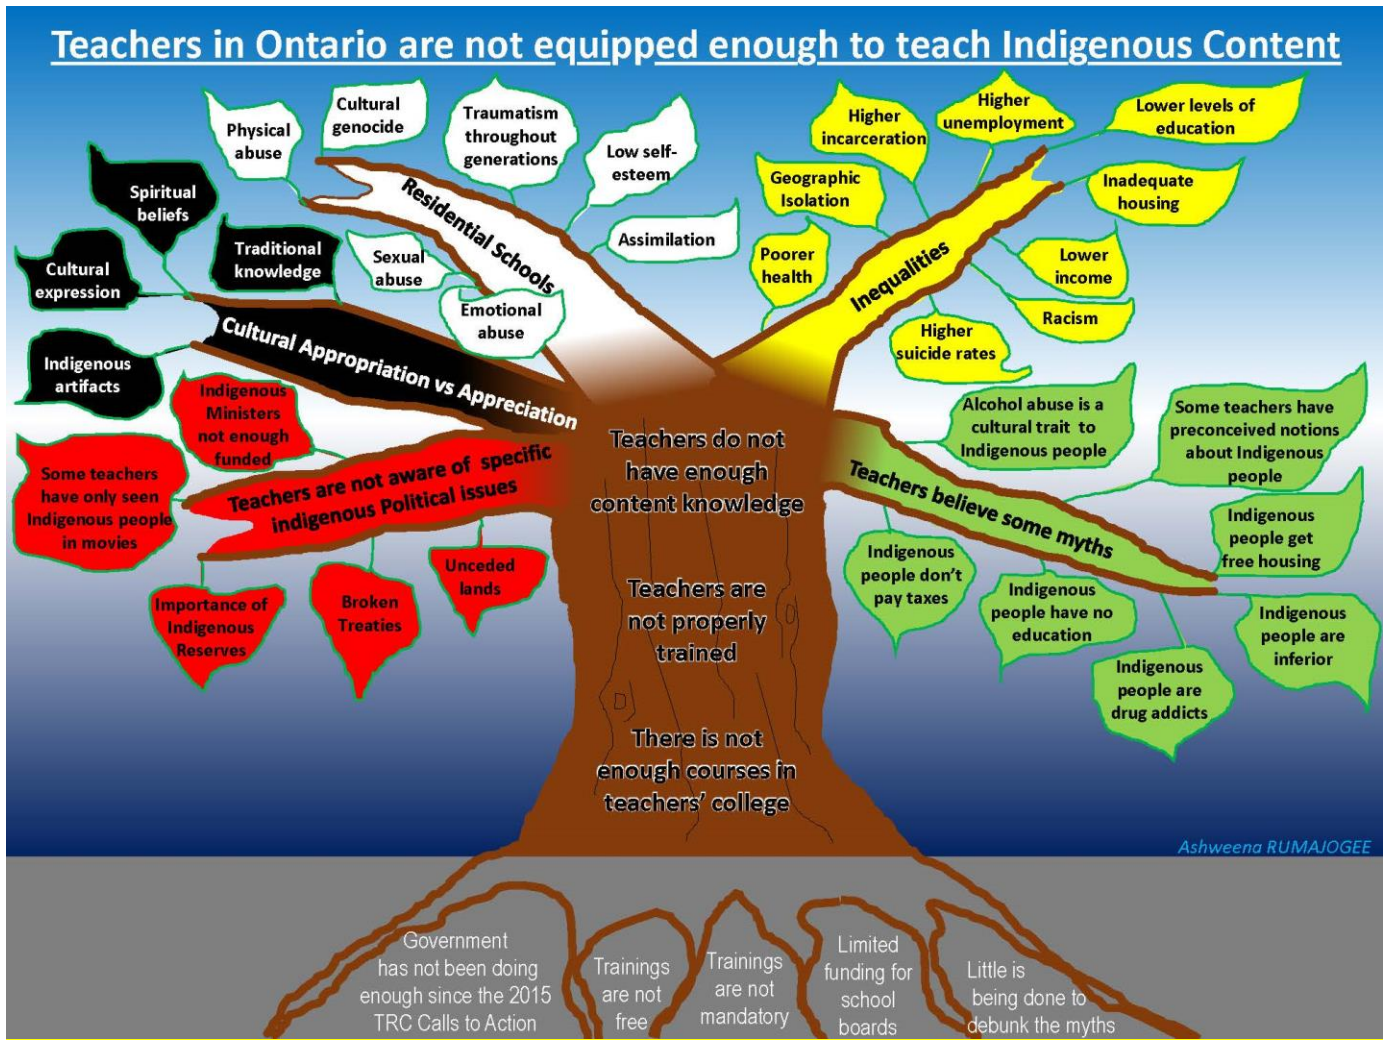 Teachers in Ontario are not equipped enough to teach Indigenous Content
Physical
abuse
Cultural
genocide
Traumatism
throughout
generations
Low self-
esteem
Assimilation
Sexual
abuse
Emotional
abuse
Residential Schools
Spiritual
beliefs
Traditional
knowledge
Cultural
expression
Indigenous
artifacts
Cultural Appropriation vs Appreciation
Indigenous
Ministers
not enough
funded
Some teachers
have only seen
Indigenous people
in movies
Importance of
Indigenous
Reserves
Broken
Treaties
Unceded
lands
Teachers are not aware of specific
indigenous Political issues
Higher
incarceration
Higher
unemployment
Lower levels of
education
Geographic
Isolation
Inadequate
housing
Poorer
health
Lower
income
Racism
Higher
suicide rates
Inequalities
Alcohol abuse is a
cultural trait to
Indigenous people
Some teachers have
preconceived notions
about Indigenous
people
Indigenous
people get
free housing
Indigenous
people don't
pay taxes
Indigenous
people have no
education
Indigenous
people are
drug addicts
Indigenous
people are
inferior
Teachers believe some myths
Teachers do not
have enough
content knowledge
Teachers are
not properly
trained
There is not
enough courses in
teachers' college
Ashweena RUMAJOGEE
Government
has not been doing
enough since the 2015
TRC Calls to Action
Trainings
are not
free
Trainings
are not
mandatory
Limited
funding for
school
boards
Little is
being done to
debunk the myths